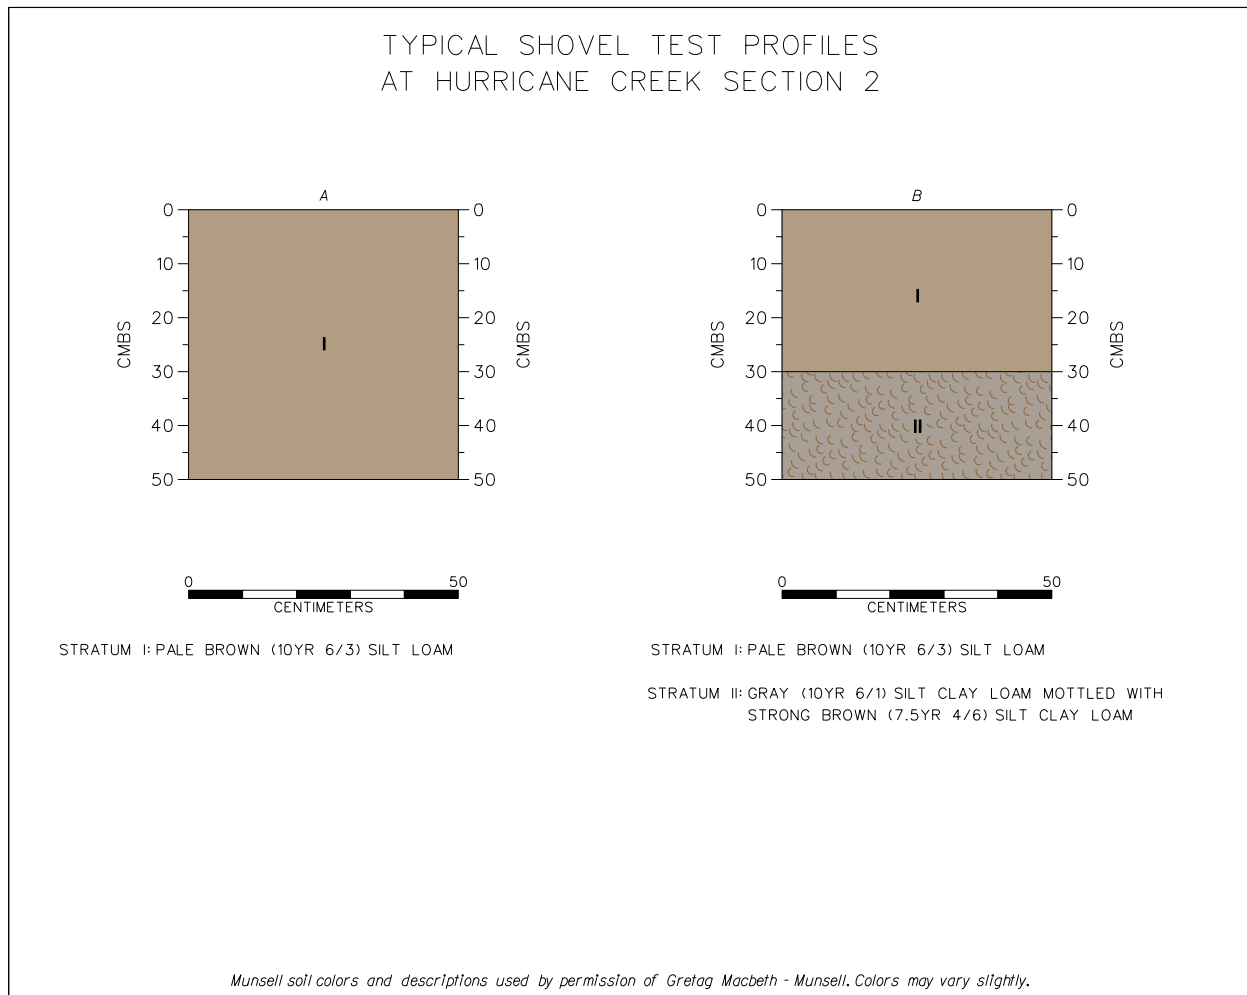 TYPICAL SHOVEL TEST PROFILES
AT HURRICANE CREEK SECTION 2
A
0 0
10 10
20 20
CMBS I CMBS
30 30
40 40
50 50
0 50
CENTIMETERS
STRATUM I: PALE BROWN (10YR 6/3) SILT LOAM
B
0 0
10 10
I
20 20
CMBS CMBS
30 30
40 II 40
50 50
0 50
CENTIMETERS
STRATUM I: PALE BROWN (10YR 6/3) SILT LOAM
STRATUM II: GRAY (10YR 6/1) SILT CLAY LOAM MOTTLED WITH
STRONG BROWN (7.5YR 4/6) SILT CLAY LOAM
Munsell soil colors and descriptions used by permission of Gretag Macbeth - Munsell. Colors may vary slightly.